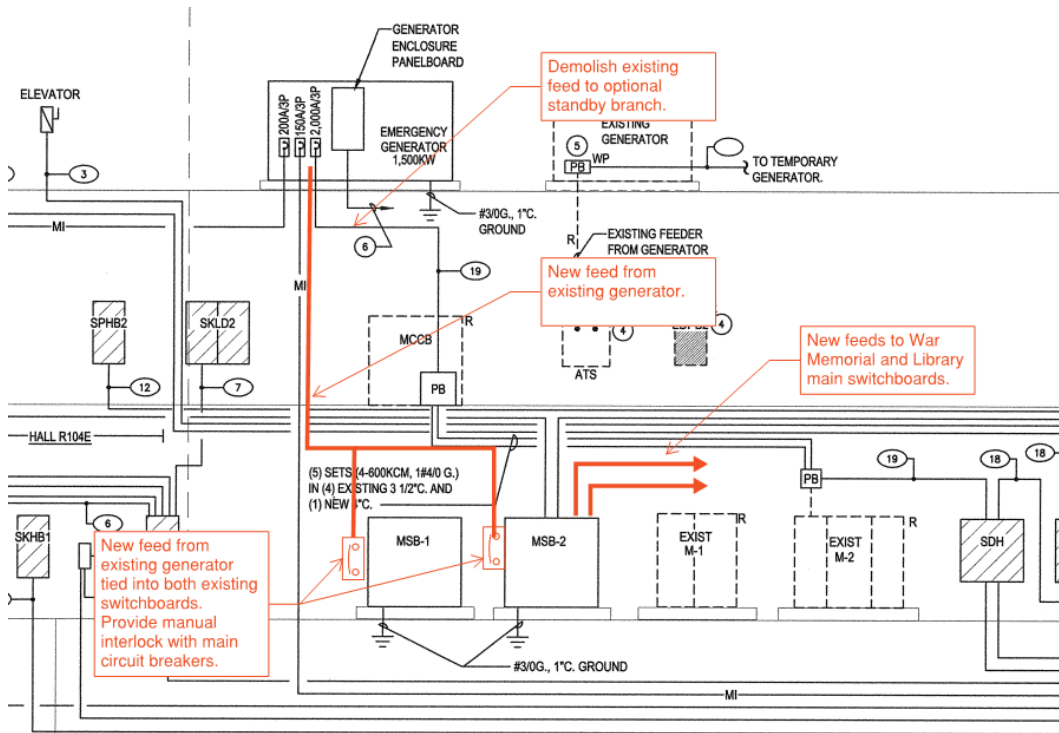 GENERATOR
ENCLOSURE
PANELBOARD
ELEVATOR
3
200A/3P
150A/3P
2,000A/3P
EMERGENCY
GENERATOR
1,500KW
Demolish existing
feed to optional
standby branch.
EXISTING
GENERATOR
5
PB
WP
TO TEMPORARY
GENERATOR.
MI
#3/0G., 1"C.
GROUND
6
R
EXISTING FEEDER
FROM GENERATOR
19
MI
New feed from
existing generator.
SPHB2
SKLD2
R
MCCB
PB
4
4
ATS
New feeds to War
Memorial and Library
main switchboards.
12
7
HALL R104E
(5) SETS (4-600KCM, 1#4/0 G.)
IN (4) EXISTING 3 1/2"C. AND
(1) NEW 4"C.
19
18
18
PB
6
SKHB1
MSB-1
MSB-2
R
EXIST
M-1
R
EXIST
M-2
SDH
New feed from
existing generator
tied into both existing
switchboards.
Provide manual
interlock with main
circuit breakers.
#3/0G., 1"C. GROUND
MI